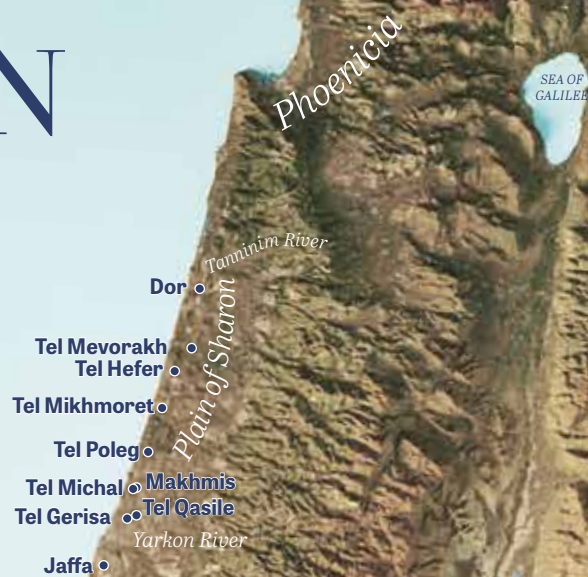 N
Phoenicia
SEA OF
GALILEE
Tanninim River
Dor
Plain of Sharon
Tel Mevorakh
Tel Hefer
Tel Mikhmoret
Tel Poleg
Tel Michal
Makhmis
Tel Qasile
Tel Gerisa
Yarkon River
Jaffa